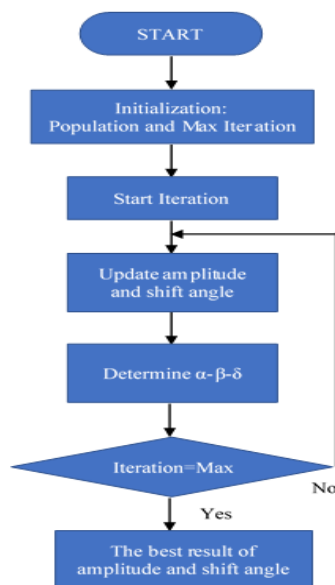 START
Initialization:
Population and Max Iteration
Start Iteration
Update amplitude
and shift angle
Determine α-β-δ
Iteration=Max
No
Yes
The best result of
amplitude and shift angle